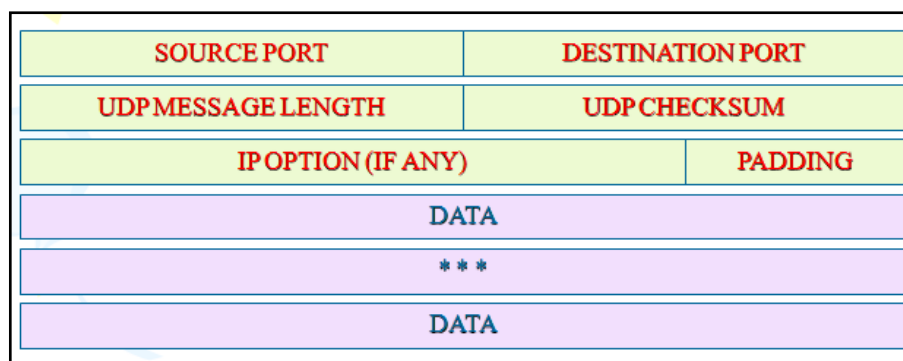 SOURCE PORT DESTINATION PORT
UDP MESSAGE LENGTH UDP CHECKSUM
IP OPTION (IF ANY) PADDING
DATA
* * *
DATA